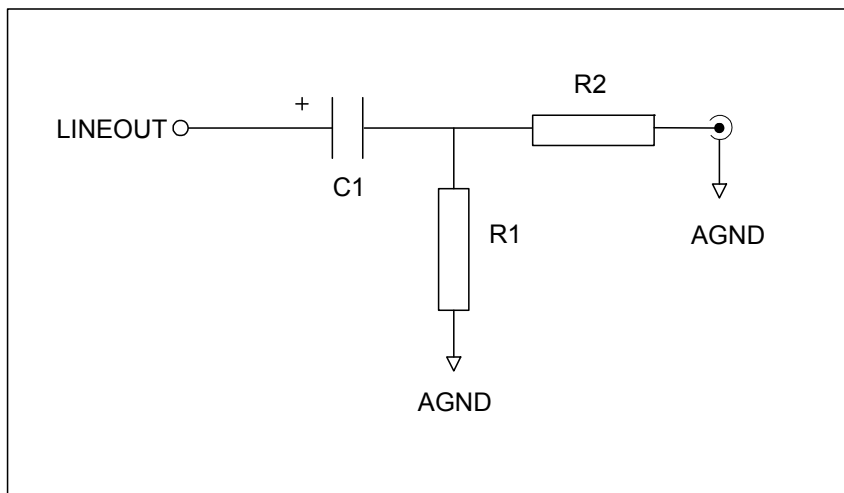 R2
+
LINEOUT
C1
R1
AGND
AGND